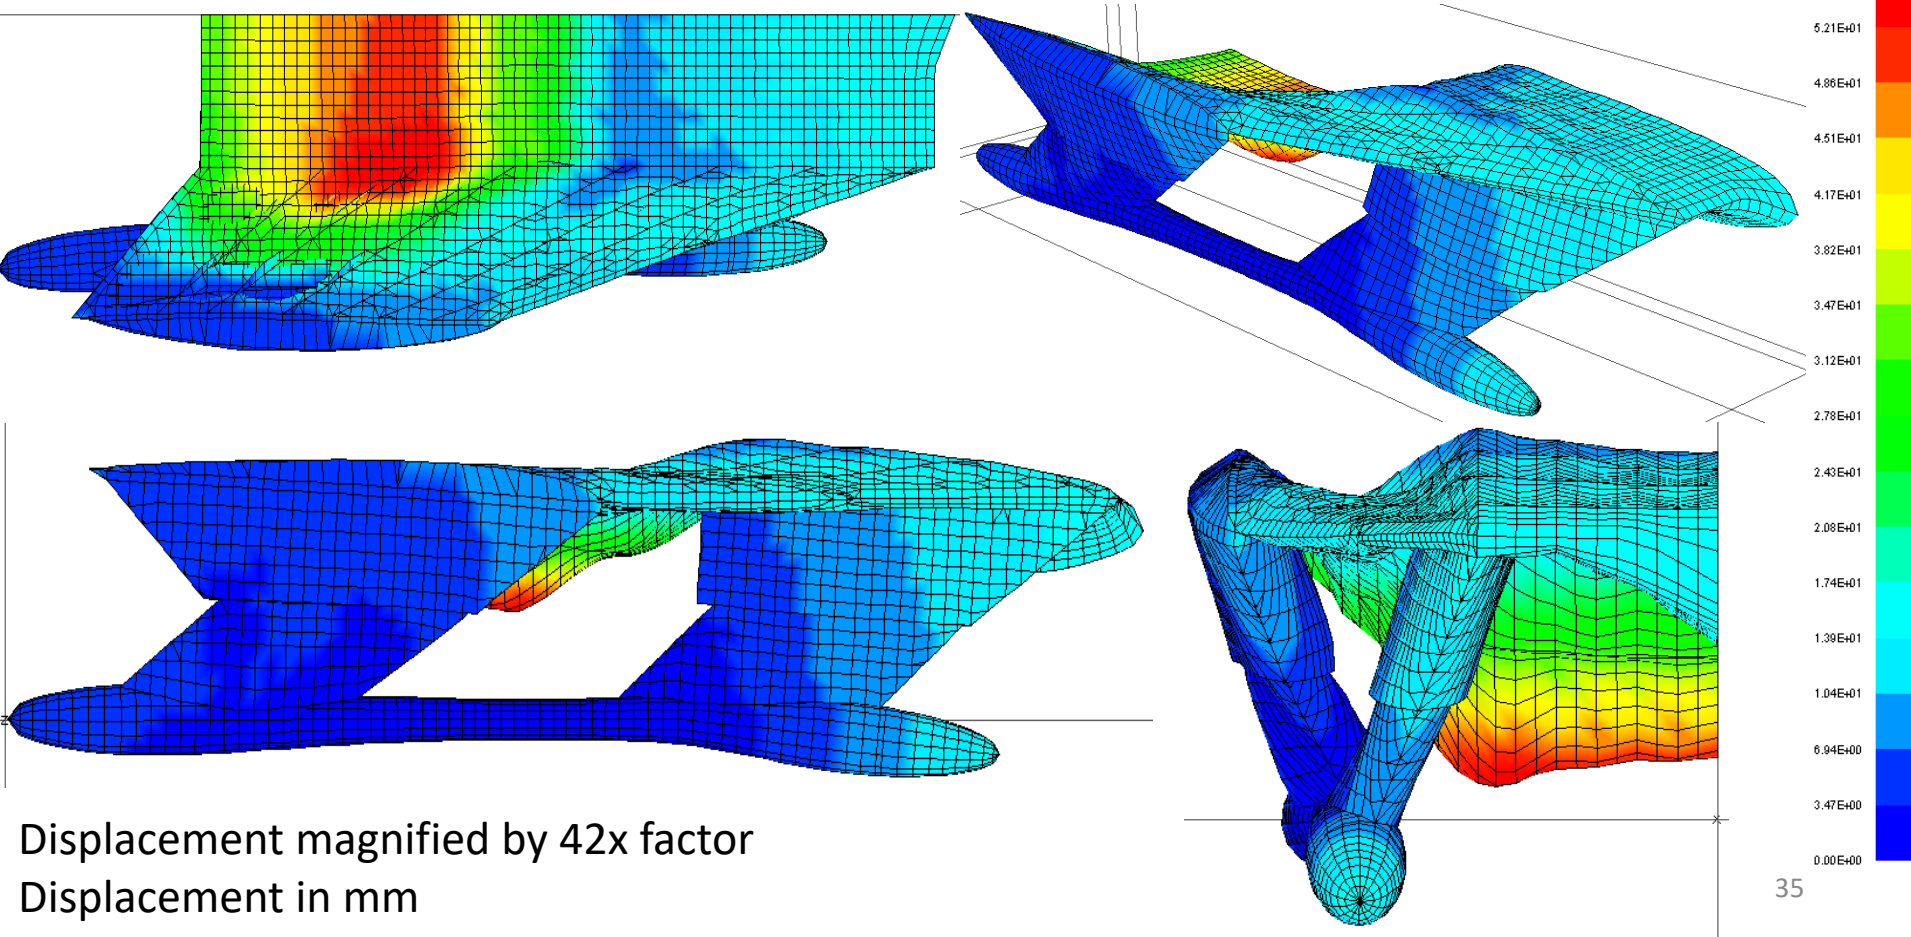 5.21E+01
4.86E+01
4.51E+01
4.17E+01
3.82E+01
3.47E+01
3.12E+01
2.78E+01
2.43E+01
2.08E+01
1.74E+01
1.39E+01
1.04E+01
6.94E+00
3.47E+00
0.00E+00
Z
X
Displacement magnified by 42x factor
Displacement in mm
35